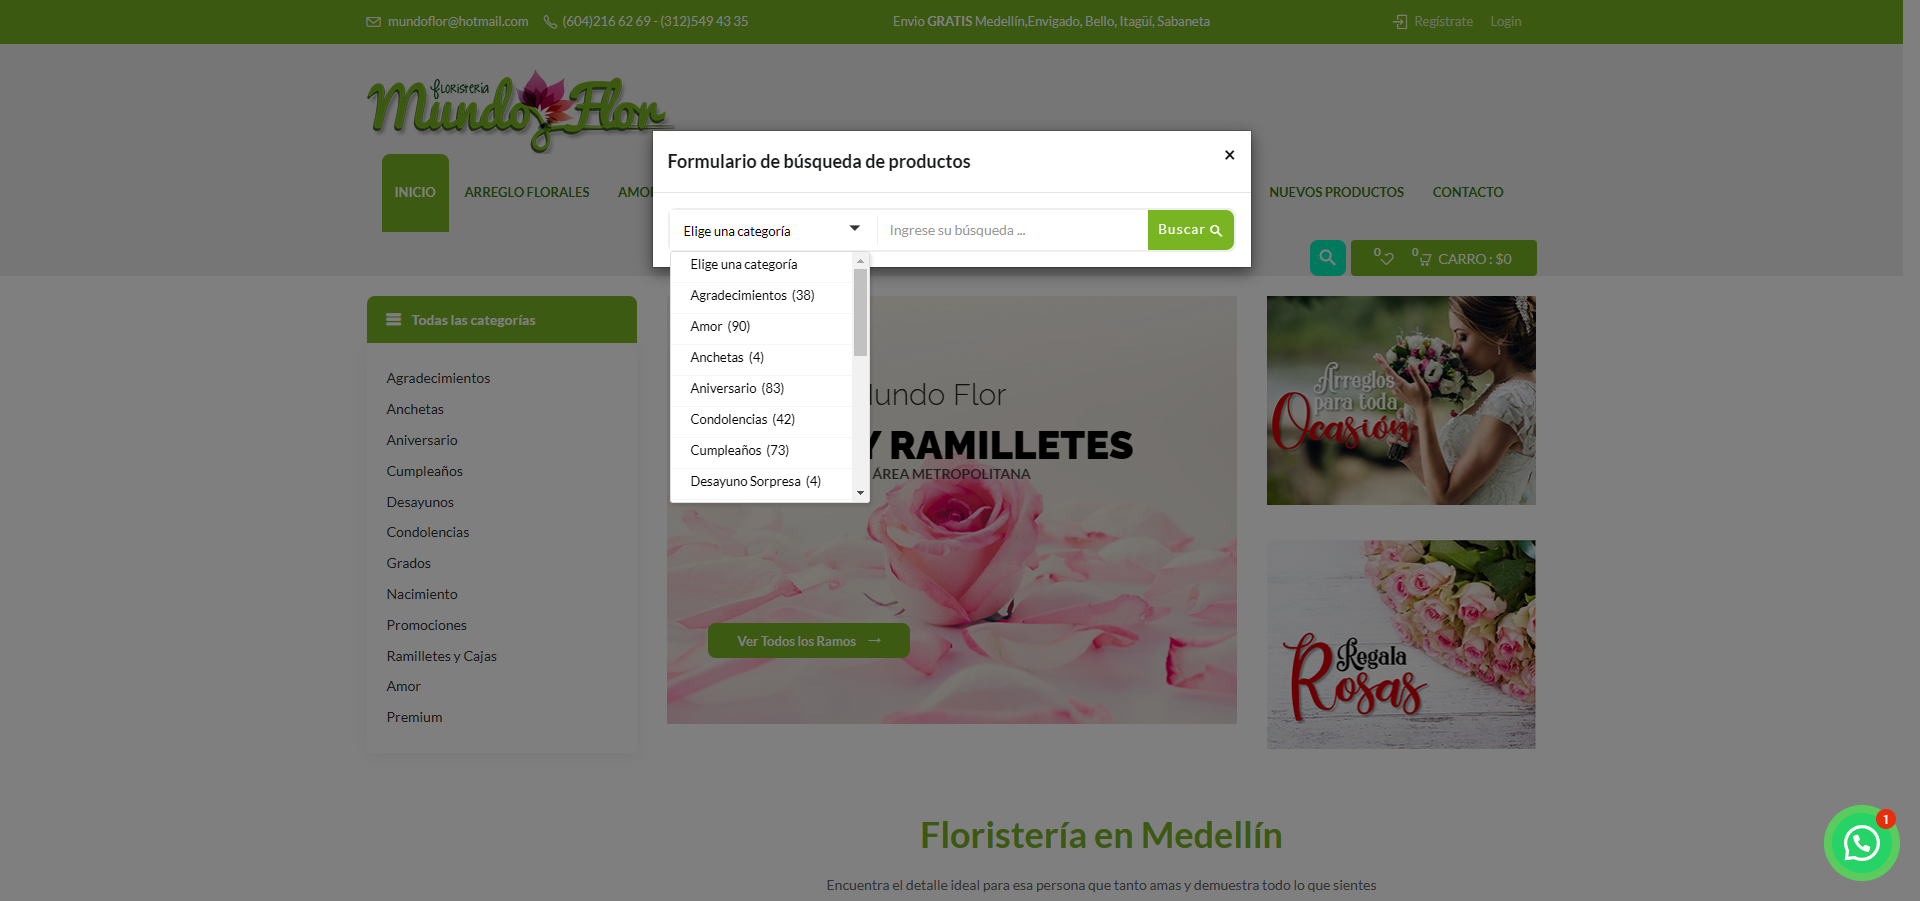 mundoflor@hotmail.com (604)216 62 69 - (312)549 43 35 Envio GRATIS Medellín,Envigado, Bello, Itagüí, Sabaneta Regístrate Login
floristería
Mundo Flor
Formulario de búsqueda de productos ×
INICIO ARREGLO FLORALES NUEVOS PRODUCTOS CONTACTO
Elige una categoría Ingrese su búsqueda ... Buscar
0 0 CARRO : $0
Elige una categoría
Agradecimientos (38)
Amor (90)
Anchetas (4)
Aniversario (83)
Condolencias (42)
Cumpleaños (73)
Desayuno Sorpresa (4)
Todas las categorías
Agradecimientos
Anchetas
Aniversario
Cumpleaños
Desayunos
Condolencias
Grados
Nacimiento
Promociones
Ramilletes y Cajas
Amor
Premium
Flor
Y RAMILLETES
ÁREA METROPOLITANA
Ver Todos los Ramos →
Arreglos
para toda
Ocasión
Regala
Rosas
Floristería en Medellín
Encuentra el detalle ideal para esa persona que tanto amas y demuestra todo lo que sientes
1